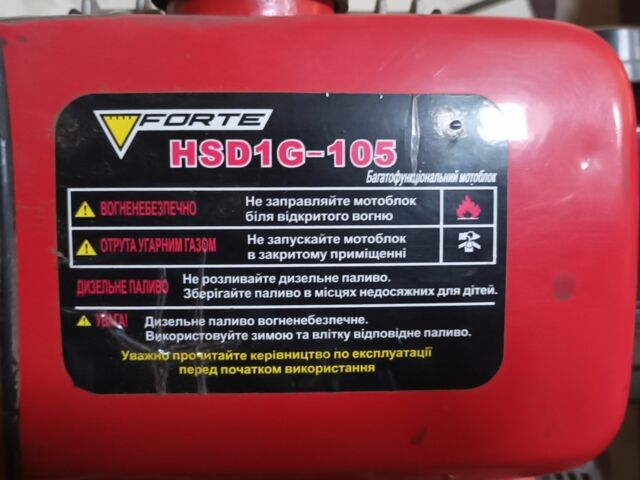 FORTE
HSD1G-105
Багатофункціональний мотоблок
ВОГНЕНЕБЕЗПЕЧНО
Не заправляйте мотоблок
біля відкритого вогню
ОТРУТА УГАРНИМ ГАЗОМ
Не запускайте мотоблок
в закритому приміщенні
ДИЗЕЛЬНЕ ПАЛИВО
Не розливайте дизельне паливо.
Зберігайте паливо в місцях недосяжних для дітей.
УВАГА!
Дизельне паливо вогненебезпечне.
Використовуйте зимою та влітку відповідне паливо.
Уважно прочитайте керівництво по експлуатації
перед початком використання